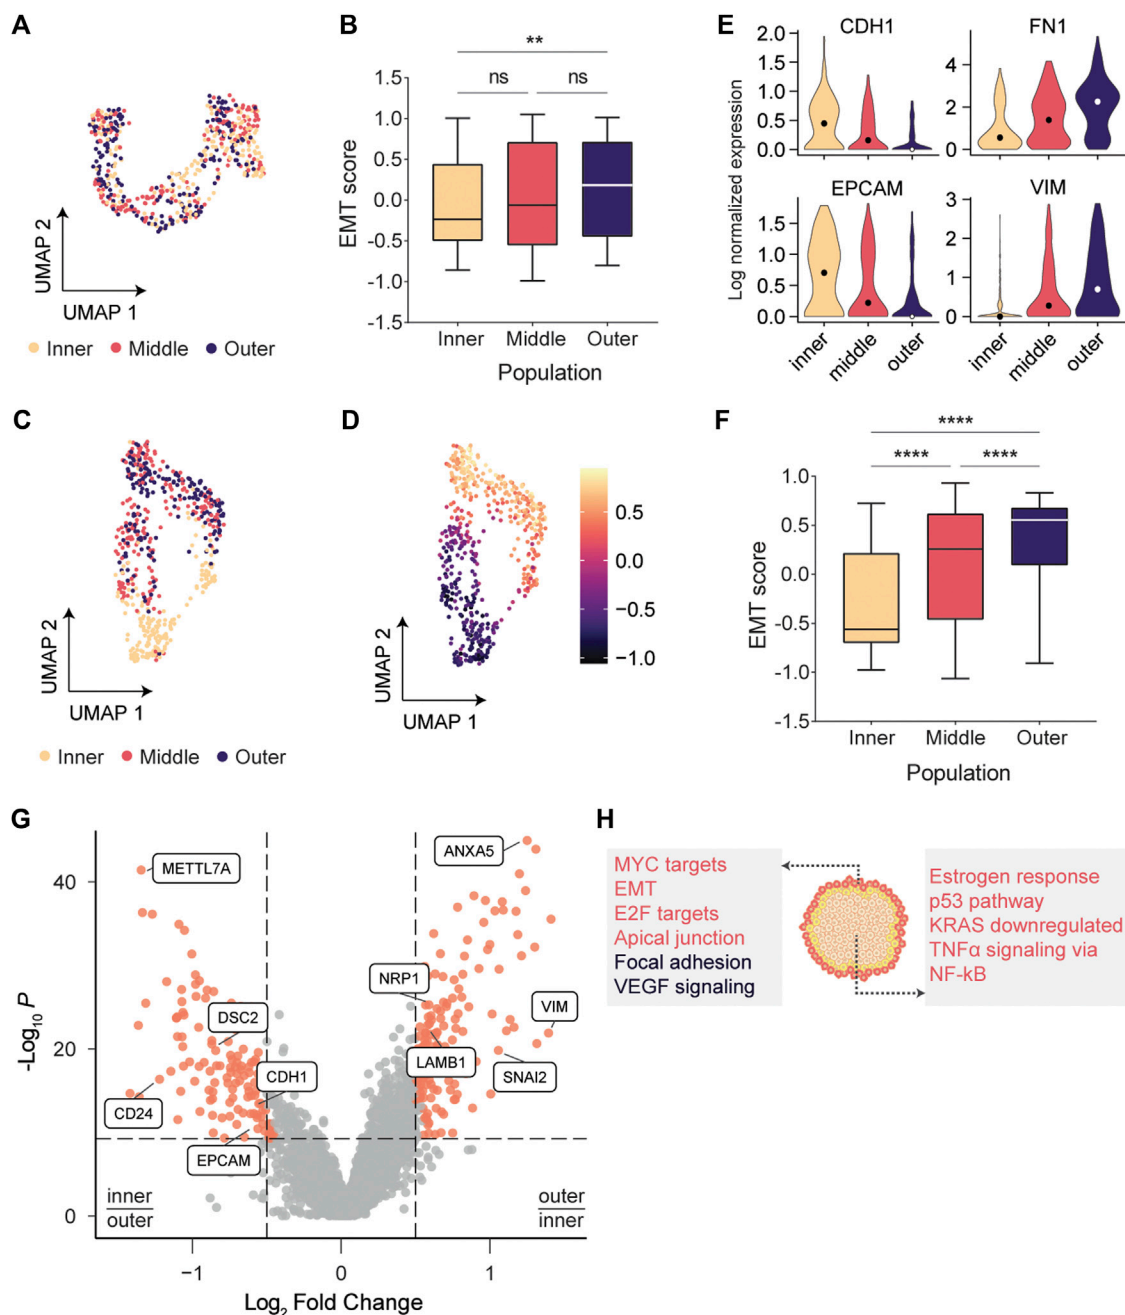 A
UMAP 2
UMAP 1
Inner Middle Outer
B
**
ns ns
1.5
1.0
0.5
0.0
-0.5
-1.0
-1.5
EMT score
Inner Middle Outer
Population
E
CDH1 FN1
2.0
1.5
1.0
0.5
0.0
4
2
0
EPCAM VIM
1.5
1.0
0.5
0.0
3
2
1
0
Log normalized expression
inner middle outer
inner middle outer
C
UMAP 2
UMAP 1
Inner Middle Outer
D
0.5
0.0
−0.5
−1.0
UMAP 2
UMAP 1
F
****
**** ****
1.0
0.5
0.0
-0.5
-1.0
-1.5
EMT score
Inner Middle Outer
Population
G
ANXA5
METTL7A
40
NRP1
VIM
DSC2
20
LAMB1
CDH1
SNAI2
CD24
EPCAM
inner
outer
outer
inner
0
-Log10 P
−1 0 1
Log2 Fold Change
H
MYC targets
EMT
E2F targets
Apical junction
Focal adhesion
VEGF signaling
Estrogen response
p53 pathway
KRAS downregulated
TNFα signaling via
NF-kB